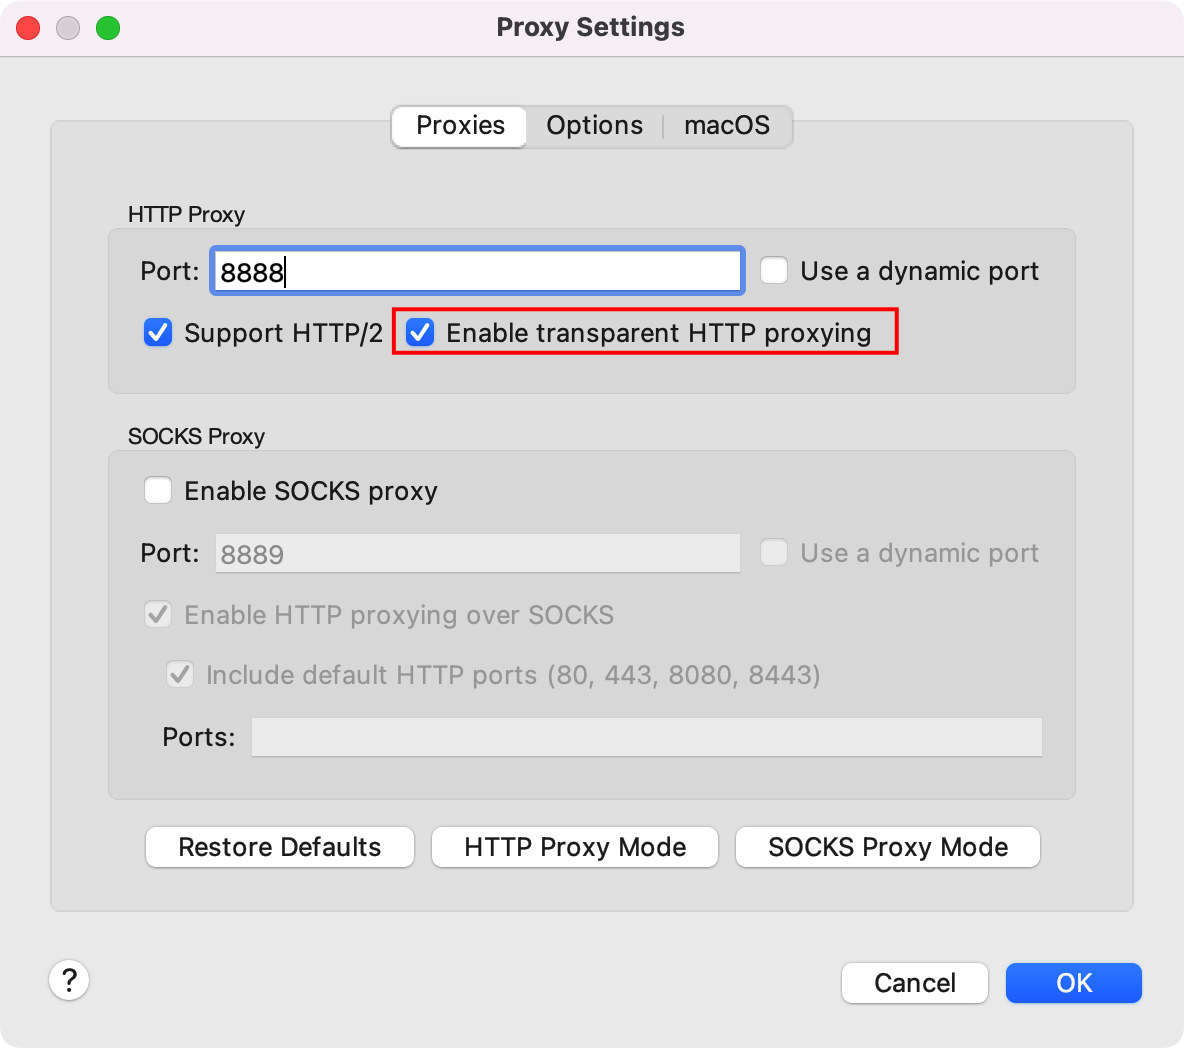 Proxy Settings
Proxies Options macOS
HTTP Proxy
Port: 8888 Use a dynamic port
Support HTTP/2 Enable transparent HTTP proxying
SOCKS Proxy
Enable SOCKS proxy
Port: 8889 Use a dynamic port
Enable HTTP proxying over SOCKS
Include default HTTP ports (80, 443, 8080, 8443)
Ports:
Restore Defaults HTTP Proxy Mode SOCKS Proxy Mode
? Cancel OK